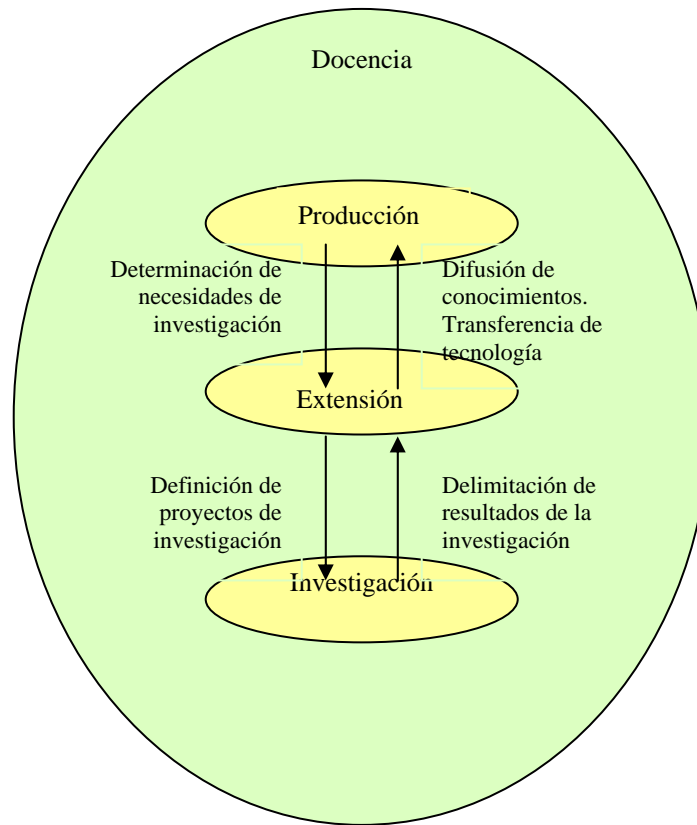 Docencia
Producción
Determinación de
necesidades de
investigación
Difusión de
conocimientos.
Transferencia de
tecnología
Extensión
Definición de
proyectos de
investigación
Delimitación de
resultados de la
investigación
Investigación